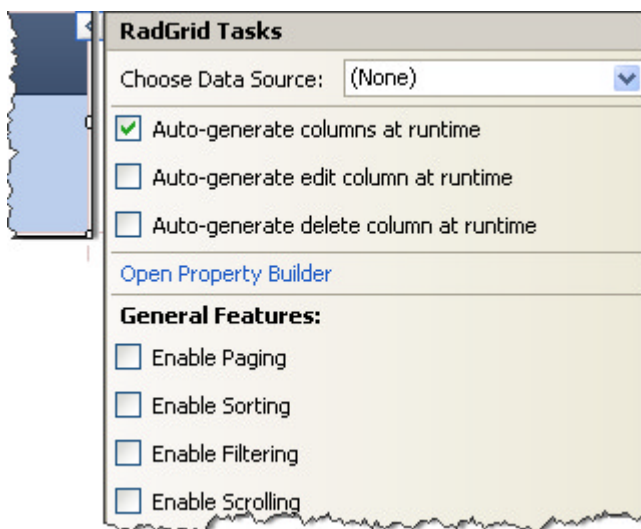 RadGrid Tasks
Choose Data Source: (None)
Auto-generate columns at runtime
Auto-generate edit column at runtime
Auto-generate delete column at runtime
Open Property Builder
General Features:
Enable Paging
Enable Sorting
Enable Filtering
Enable Scrolling